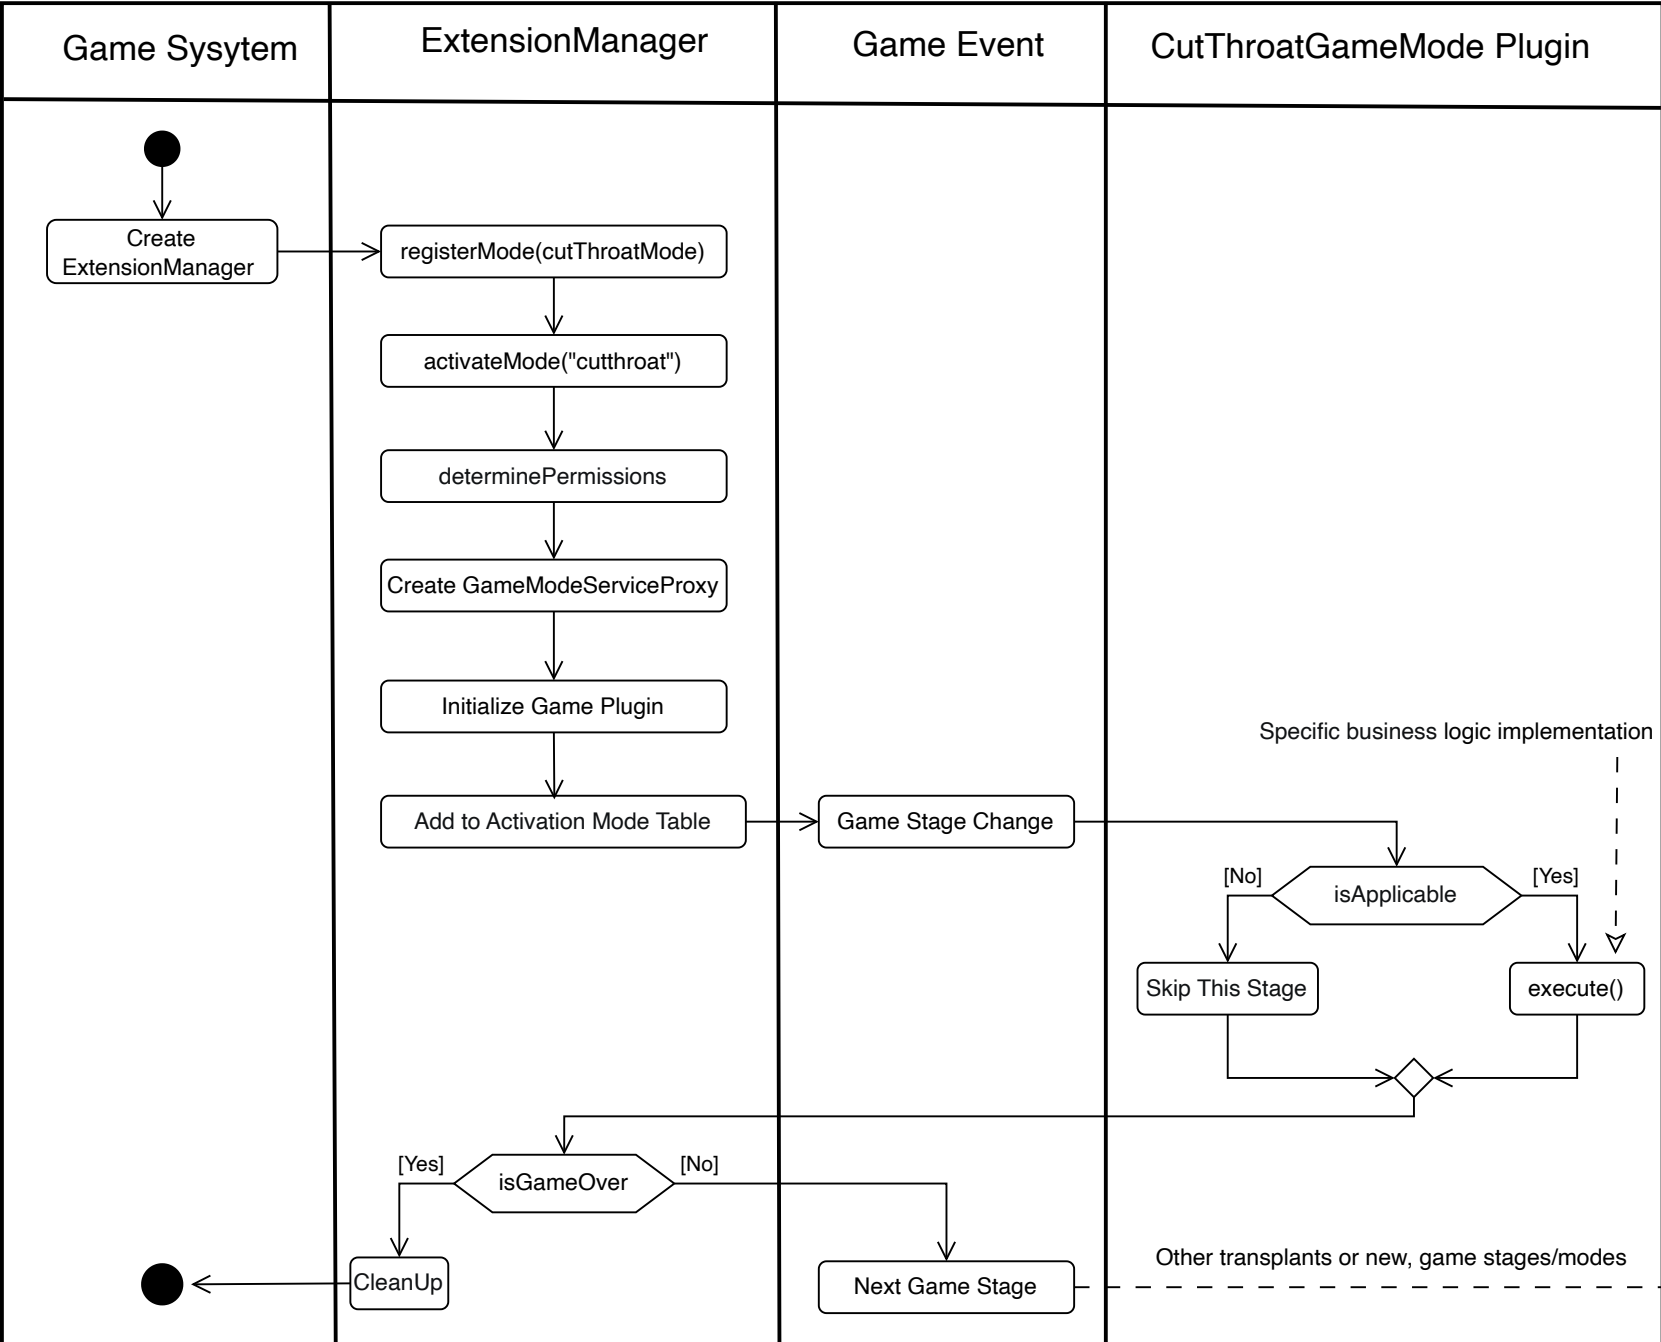 Game Sysytem
ExtensionManager
Game Event
CutThroatGameMode Plugin
Create
ExtensionManager
registerMode(cutThroatMode)
activateMode("cutthroat")
determinePermissions
Create GameModeServiceProxy
Initialize Game Plugin
Specific business logic implementation
Add to Activation Mode Table
Game Stage Change
[No]
isApplicable
[Yes]
Skip This Stage
execute()
[Yes]
isGameOver
[No]
CleanUp
Next Game Stage
Other transplants or new, game stages/modes